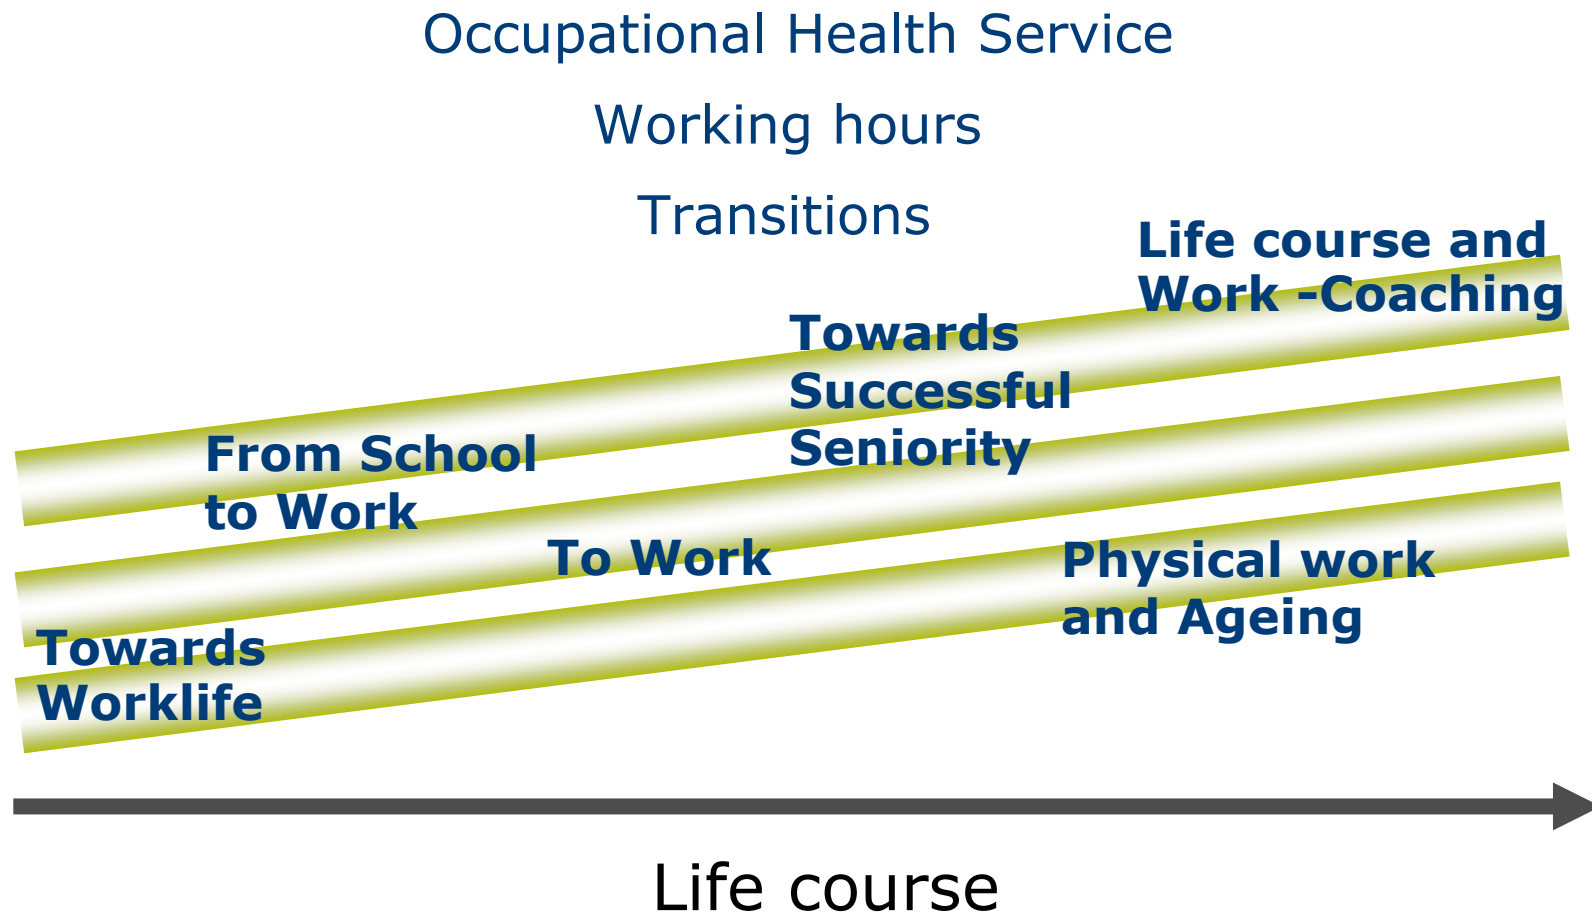 Occupational Health Service
Working hours
Transitions
Life course and
Work -Coaching
Towards
Successful
Seniority
From School
to Work
To Work
Physical work
and Ageing
Towards
Worklife
Life course